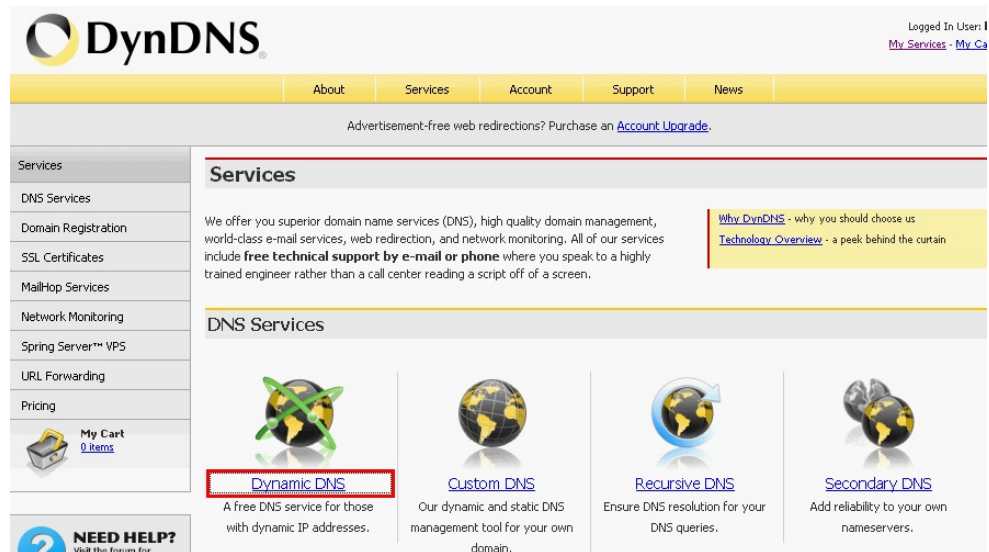 DynDNS
Logged In User:
My Services - My Ca
About Services Account Support News
Advertisement-free web redirections? Purchase an Account Upgrade.
Services
DNS Services
Domain Registration
SSL Certificates
MailHop Services
Network Monitoring
Spring Server™ VPS
URL Forwarding
Pricing
My Cart
0 items
NEED HELP?
Visit the forum for
Services
We offer you superior domain name services (DNS), high quality domain management,
world-class e-mail services, web redirection, and network monitoring. All of our services
include free technical support by e-mail or phone where you speak to a highly
trained engineer rather than a call center reading a script off of a screen.
Why DynDNS - why you should choose us
Technology Overview - a peek behind the curtain
DNS Services
Dynamic DNS
A free DNS service for those
with dynamic IP addresses.
Custom DNS
Our dynamic and static DNS
management tool for your own
domain.
Recursive DNS
Ensure DNS resolution for your
DNS queries.
Secondary DNS
Add reliability to your own
nameservers.